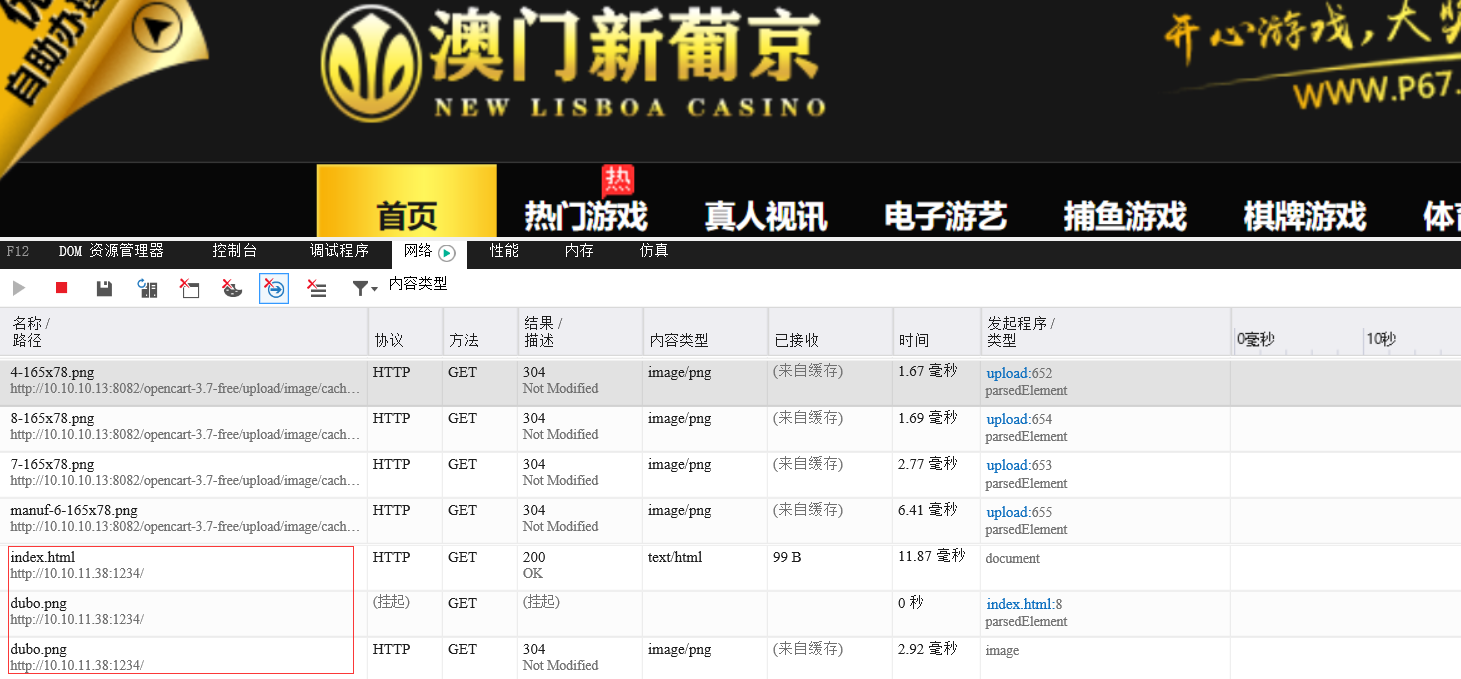 自助办理
澳门新葡京
NEW LISBOA CASINO
开心游戏，大奖
WWW.P67.
热
首页
热门游戏
真人视讯
电子游艺
捕鱼游戏
棋牌游戏
F12 DOM 资源管理器 控制台 调试程序 网络 性能 内存 仿真
内容类型
名称 / 路径 协议 方法 结果 / 描述 内容类型 已接收 时间 发起程序 / 类型 0毫秒 10秒
4-165x78.png HTTP GET 304 image/png (来自缓存) 1.67 毫秒 upload:652
http://10.10.10.13:8082/opencart-3.7-free/upload/image/cach… Not Modified parsedElement
8-165x78.png HTTP GET 304 image/png (来自缓存) 1.69 毫秒 upload:654
http://10.10.10.13:8082/opencart-3.7-free/upload/image/cach… Not Modified parsedElement
7-165x78.png HTTP GET 304 image/png (来自缓存) 2.77 毫秒 upload:653
http://10.10.10.13:8082/opencart-3.7-free/upload/image/cach… Not Modified parsedElement
manuf-6-165x78.png HTTP GET 304 image/png (来自缓存) 6.41 毫秒 upload:655
http://10.10.10.13:8082/opencart-3.7-free/upload/image/cach… Not Modified parsedElement
index.html HTTP GET 200 text/html 99 B 11.87 毫秒 document
http://10.10.11.38:1234/ OK
dubo.png (挂起) GET (挂起) 0 秒 index.html:8
http://10.10.11.38:1234/ parsedElement
dubo.png HTTP GET 304 image/png (来自缓存) 2.92 毫秒 image
http://10.10.11.38:1234/ Not Modified